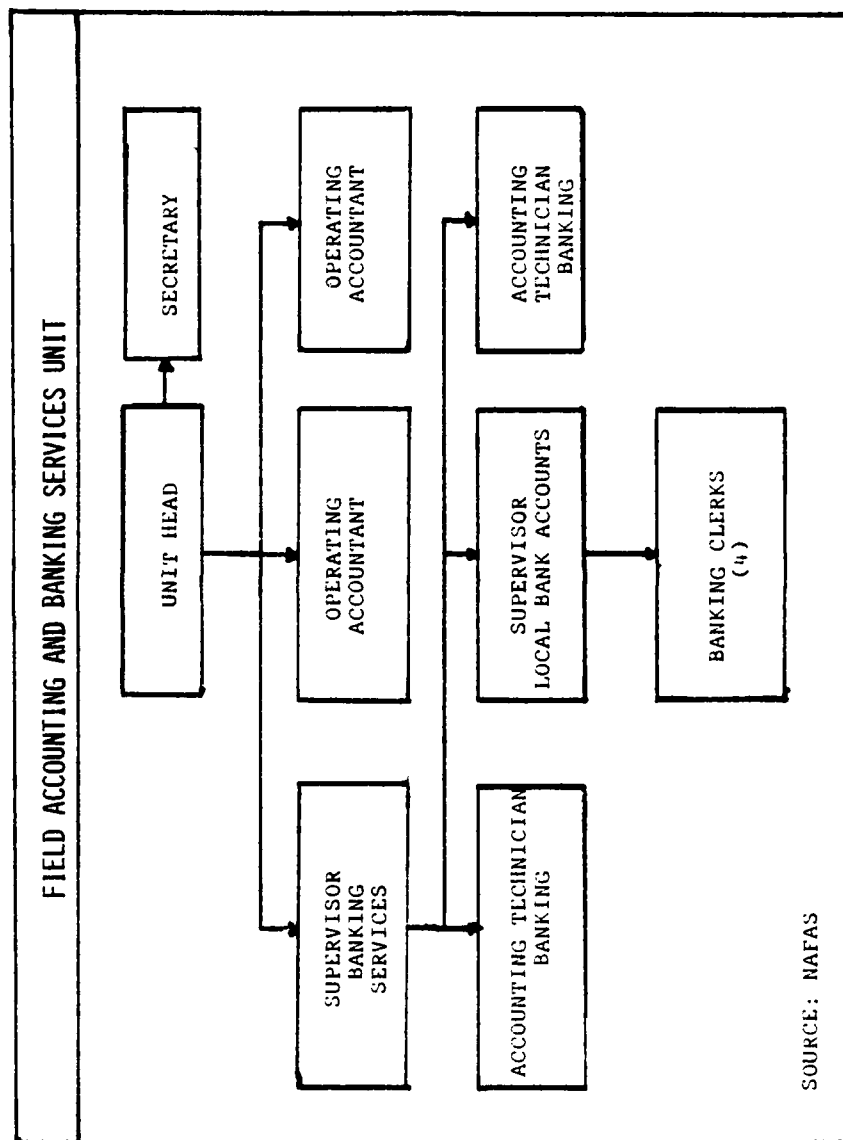 FIELD ACCOUNTING AND BANKING SERVICES UNIT
UNIT HEAD
SECRETARY
SUPERVISOR
BANKING
SERVICES
OPERATING
ACCOUNTANT
OPERATING
ACCOUNTANT
ACCOUNTING TECHNICIAN
BANKING
SUPERVISOR
LOCAL BANK ACCOUNTS
ACCOUNTING
TECHNICIAN
BANKING
BANKING CLERKS
(4)
SOURCE: NAFAS